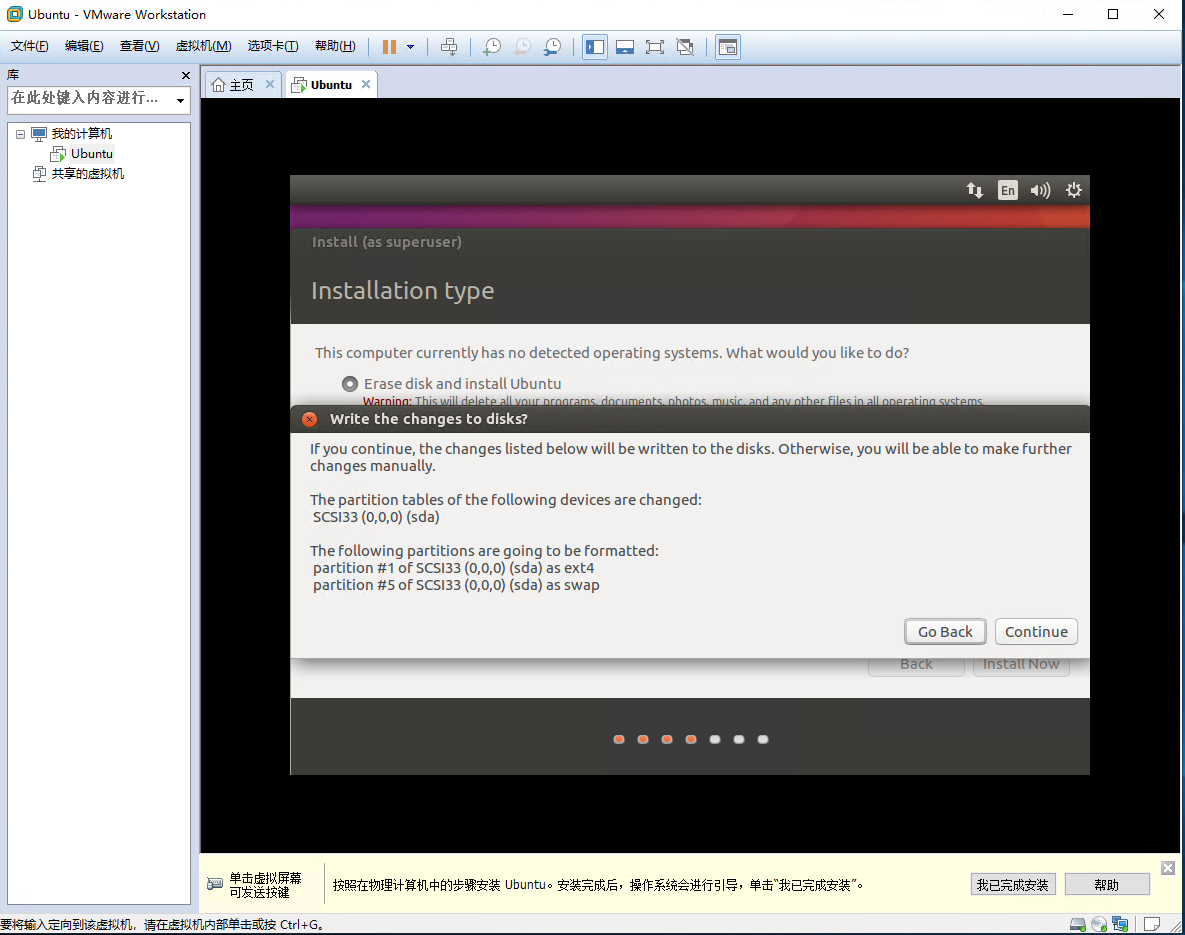 Ubuntu - VMware Workstation
文件(F) 编辑(E) 查看(V) 虚拟机(M) 选项卡(T) 帮助(H)
库
在此处键入内容进行...
我的计算机
Ubuntu
共享的虚拟机
主页 Ubuntu
En
Install (as superuser)
Installation type
This computer currently has no detected operating systems. What would you like to do?
Erase disk and install Ubuntu
Warning: This will delete all your programs, documents, photos, music, and any other files in all operating systems.
Write the changes to disks?
If you continue, the changes listed below will be written to the disks. Otherwise, you will be able to make further
changes manually.
The partition tables of the following devices are changed:
SCSI33 (0,0,0) (sda)
The following partitions are going to be formatted:
partition #1 of SCSI33 (0,0,0) (sda) as ext4
partition #5 of SCSI33 (0,0,0) (sda) as swap
Go Back Continue
Back Install Now
单击虚拟屏幕
可发送按键
按照在物理计算机中的步骤安装 Ubuntu。安装完成后，操作系统会进行引导，单击“我已完成安装”。
我已完成安装 帮助
要将输入定向到该虚拟机，请在虚拟机内部单击或按 Ctrl+G。